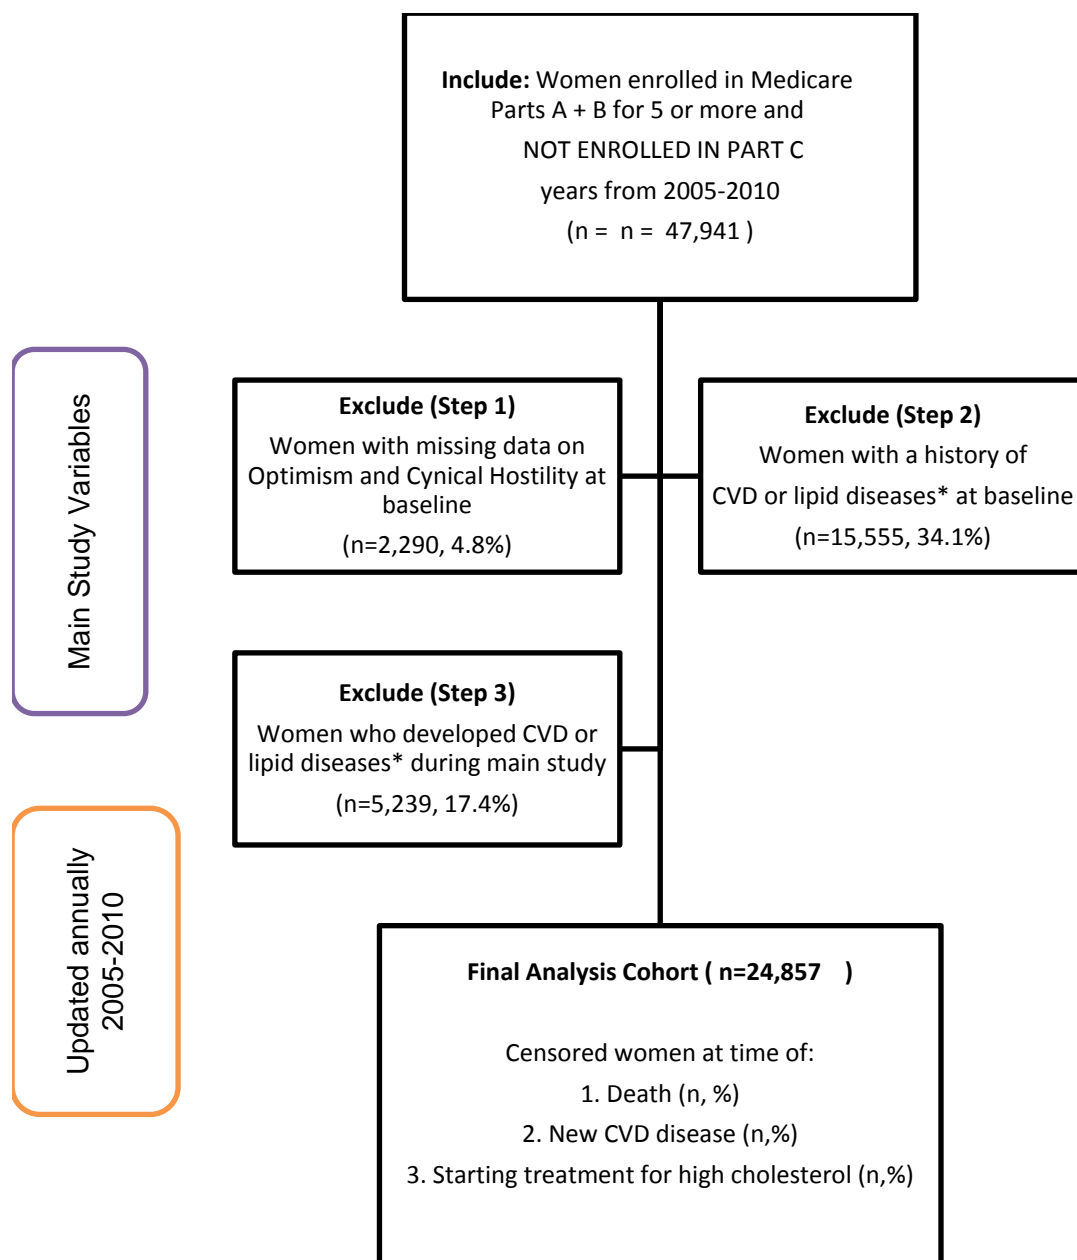 Include: Women enrolled in Medicare
Parts A + B for 5 or more and
NOT ENROLLED IN PART C
years from 2005-2010
(n = n = 47,941 )
Main Study Variables
Exclude (Step 1)
Women with missing data on
Optimism and Cynical Hostility at
baseline
(n=2,290, 4.8%)
Exclude (Step 2)
Women with a history of
CVD or lipid diseases* at baseline
(n=15,555, 34.1%)
Exclude (Step 3)
Women who developed CVD or
lipid diseases* during main study
(n=5,239, 17.4%)
Updated annually
2005-2010
Final Analysis Cohort ( n=24,857 )
Censored women at time of:
1. Death (n, %)
2. New CVD disease (n,%)
3. Starting treatment for high cholesterol (n,%)